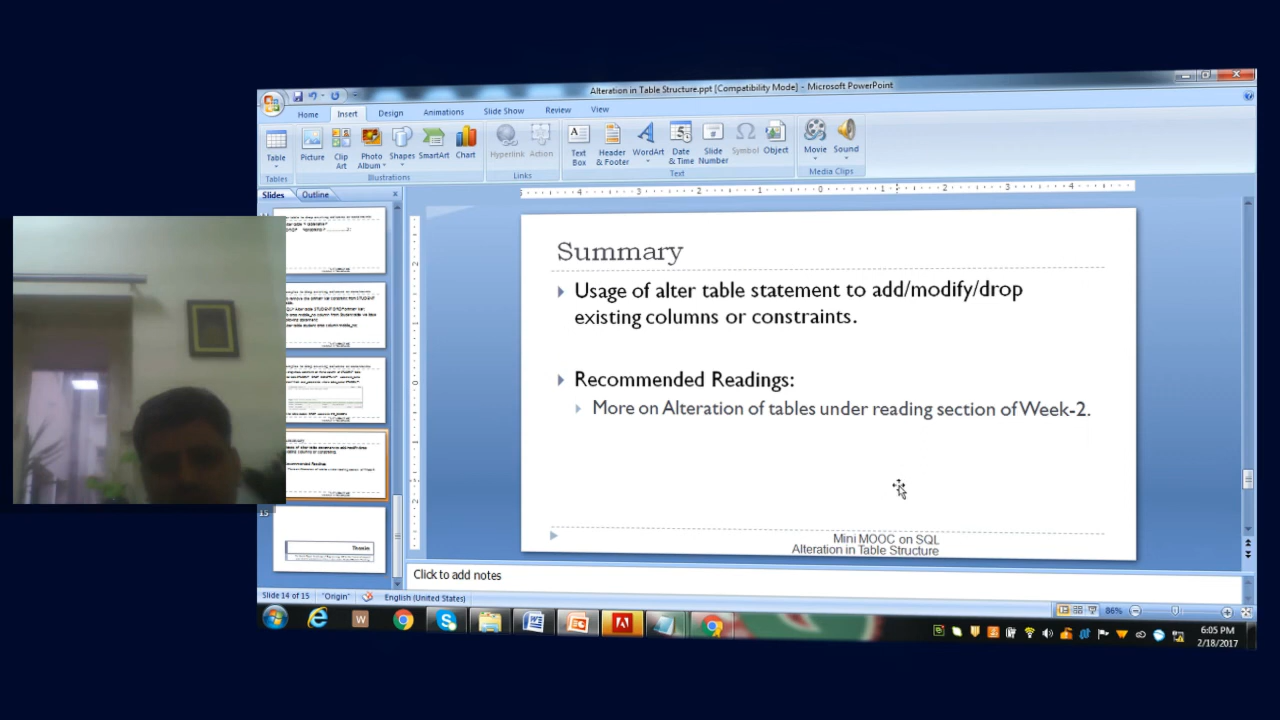 Alteration in Table Structure.ppt [Compatibility Mode] - Microsoft PowerPoint
Home Insert Design Animations Slide Show Review View
Table Picture Clip Art Photo Album Shapes SmartArt Chart Hyperlink Action Text Box Header & Footer WordArt Date & Time Slide Number Symbol Object Movie Sound
Tables Illustrations Links Text Media Clips
Slides Outline
Summary
Usage of alter table statement to add/modify/drop
existing columns or constraints.
Recommended Readings:
More on Alteration of tables under reading section of Week-2.
Mini MOOC on SQL
Alteration in Table Structure
15
Thanks
Click to add notes
Slide 14 of 15 "Origin" English (United States) 86%
6:05 PM
2/18/2017